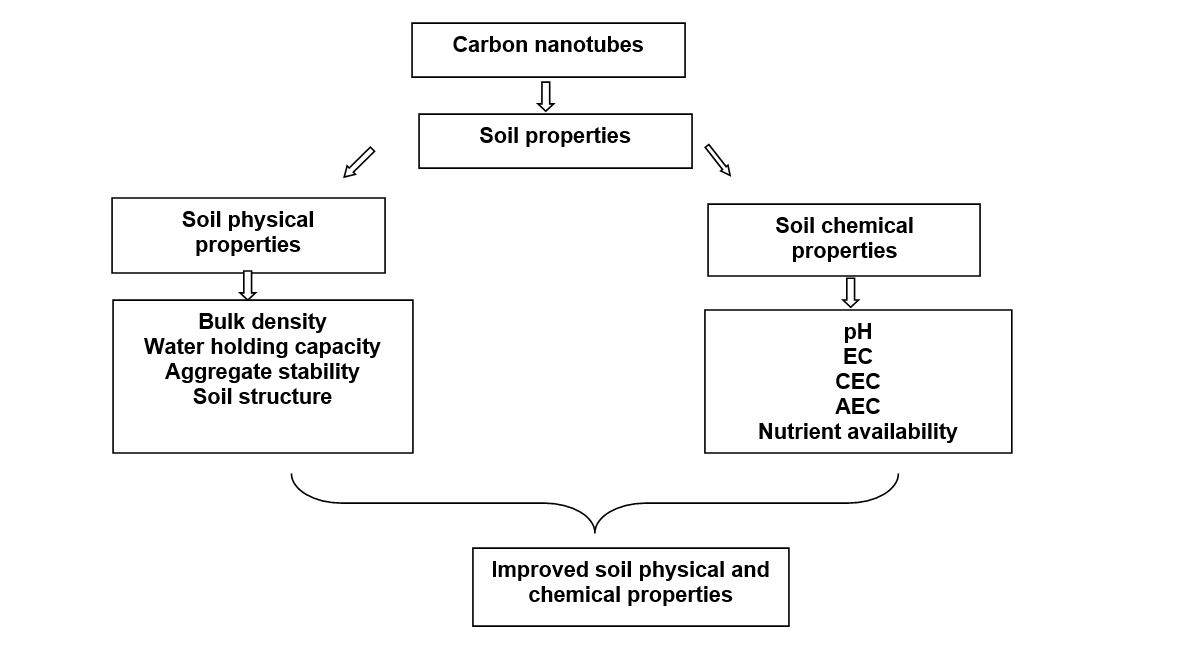 Carbon nanotubes
Soil properties
Soil physical
properties
Soil chemical
properties
Bulk density
Water holding capacity
Aggregate stability
Soil structure
pH
EC
CEC
AEC
Nutrient availability
Improved soil physical and
chemical properties